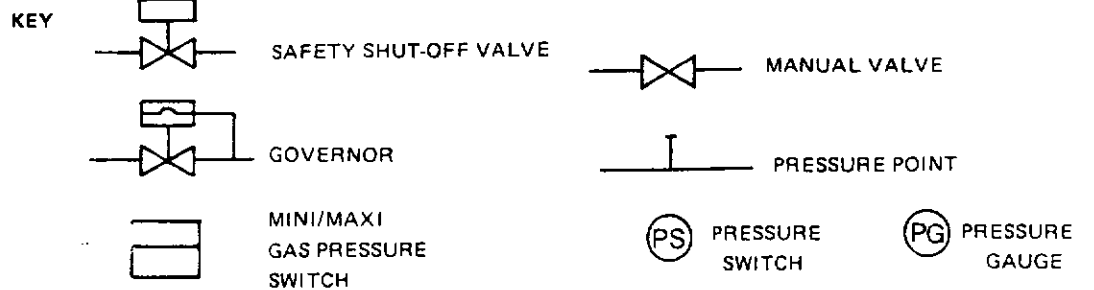 KEY
SAFETY SHUT-OFF VALVE
GOVERNOR
MINI/MAXI
GAS PRESSURE
SWITCH
MANUAL VALVE
PRESSURE POINT
PS PRESSURE
SWITCH
PG PRESSURE
GAUGE